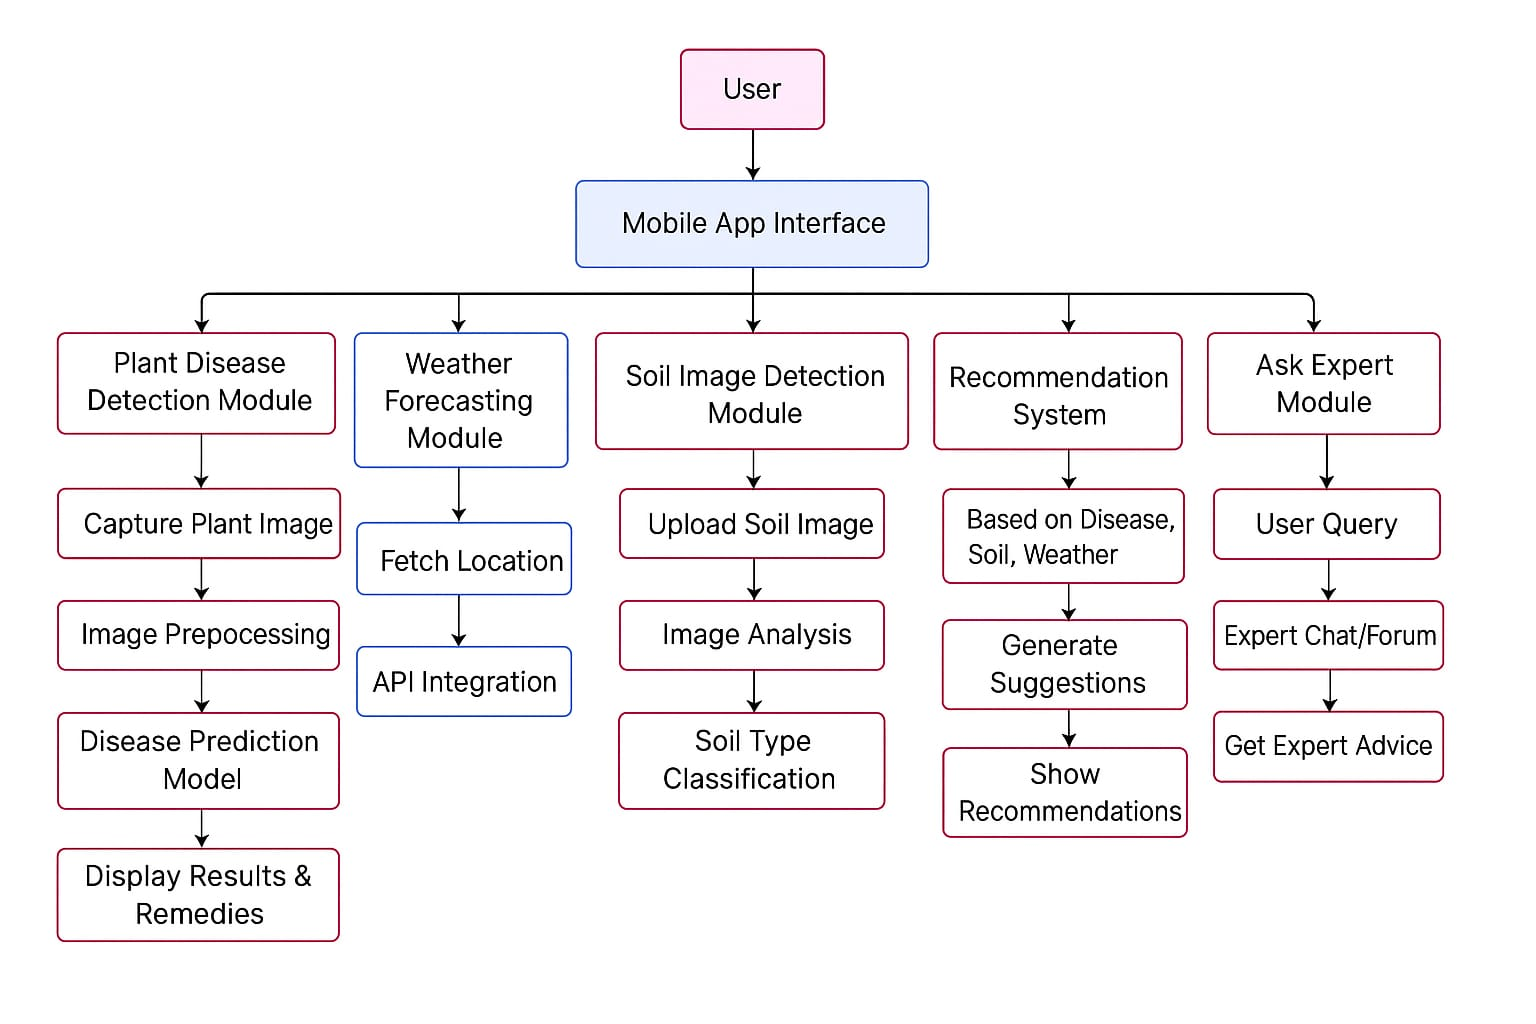 User
Mobile App Interface
Plant Disease
Detection Module
Weather
Forecasting
Module
Soil Image Detection
Module
Recommendation
System
Ask Expert
Module
Capture Plant Image
Image Prepocessing
Disease Prediction
Model
Display Results &
Remedies
Fetch Location
API Integration
Upload Soil Image
Image Analysis
Soil Type
Classification
Based on Disease,
Soil, Weather
Generate
Suggestions
Show
Recommendations
User Query
Expert Chat/Forum
Get Expert Advice